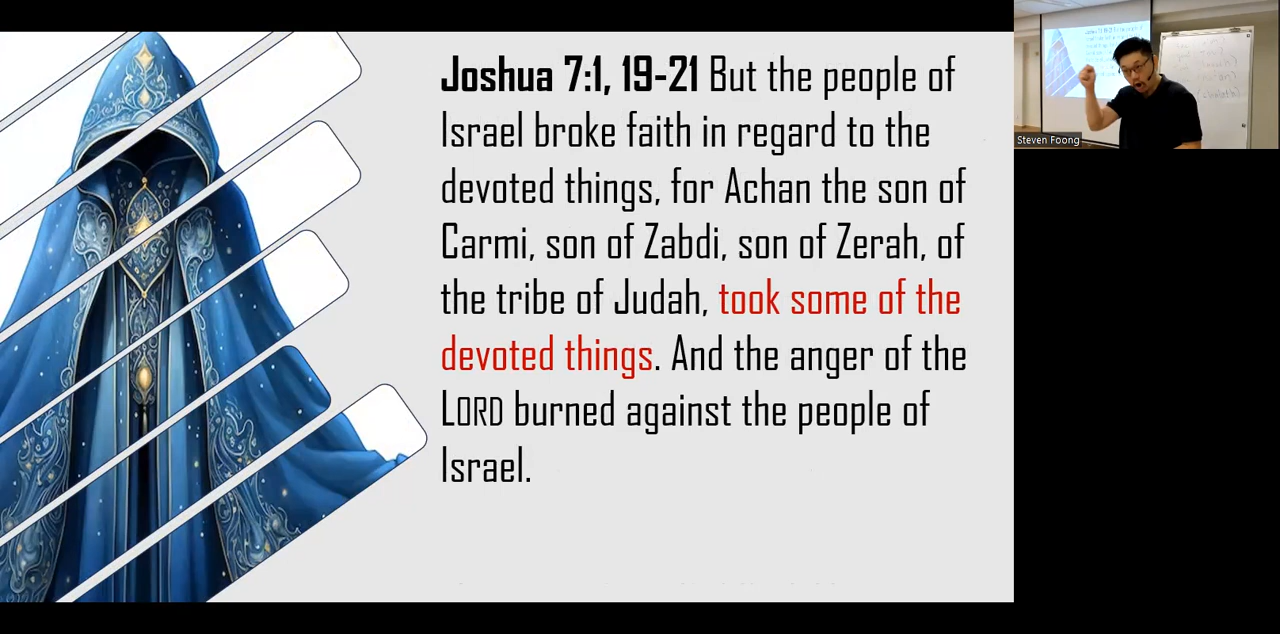 Joshua 7:1, 19-21 But the people of
Israel broke faith in regard to the
devoted things, for Achan the son of
Carmi, son of Zabdi, son of Zerah, of
the tribe of Judah, took some of the
devoted things. And the anger of the
LORD burned against the people of
Israel.
Steven Foong